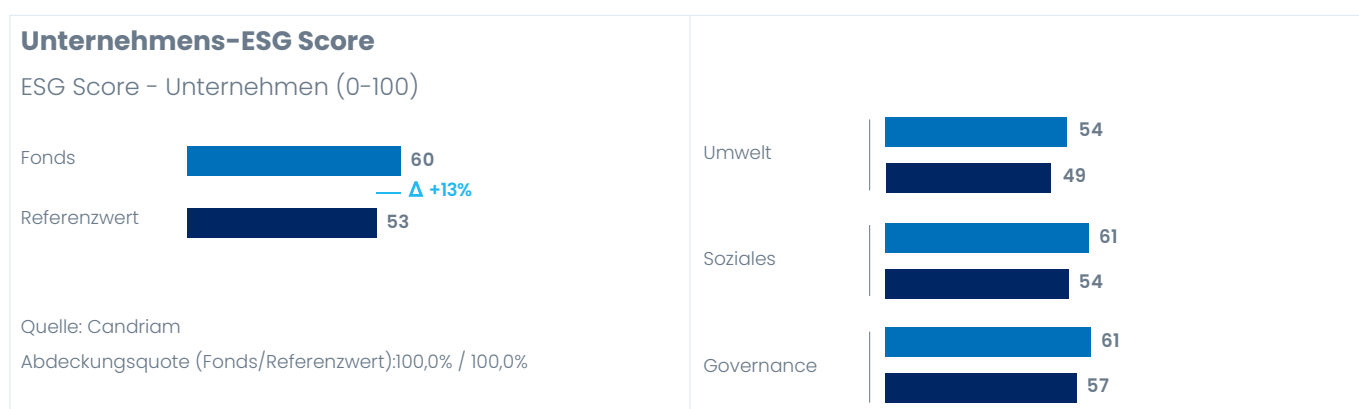 Unternehmens-ESG Score
ESG Score - Unternehmen (0-100)
Fonds
60
Δ +13%
Referenzwert
53
Quelle: Candriam
Abdeckungsquote (Fonds/Referenzwert):100,0% / 100,0%
Umwelt
54
49
Soziales
61
54
Governance
61
57